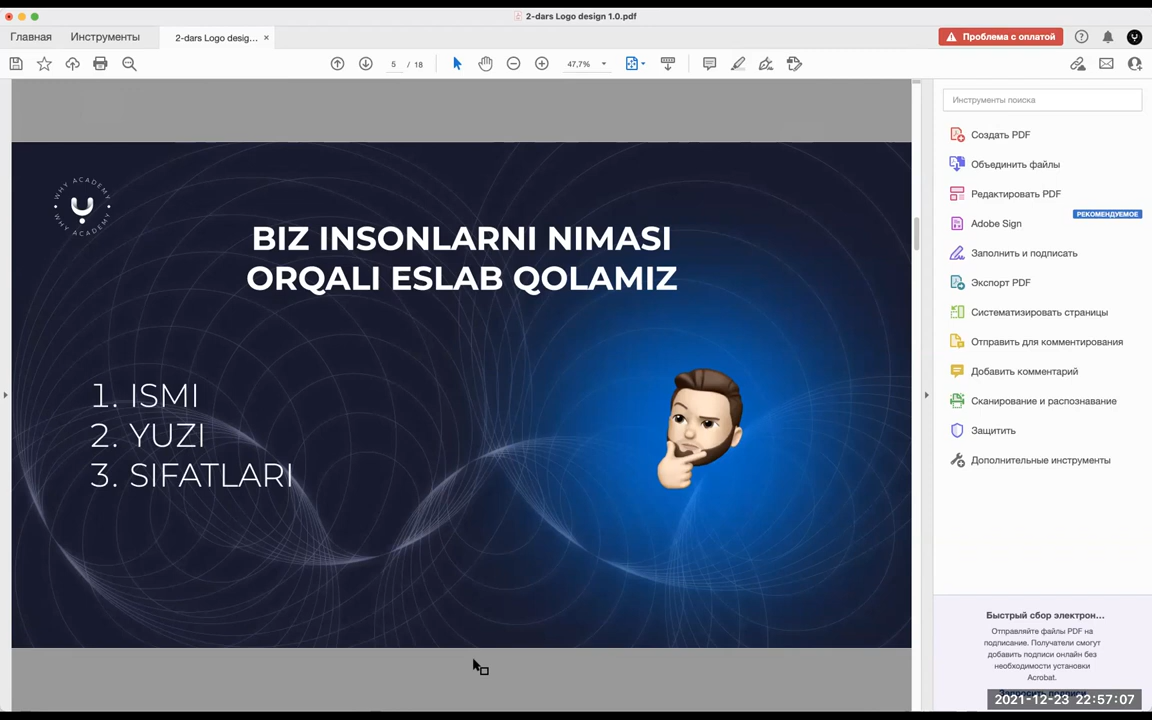 2-dars Logo design 1.0.pdf
Главная
Инструменты
2-dars Logo desig... ×
Проблема с оплатой
5 / 18
47,7%
WHY ACADEMY
WHY ACADEMY
BIZ INSONLARNI NIMASI
ORQALI ESLAB QOLAMIZ
1. ISMI
2. YUZI
3. SIFATLARI
Инструменты поиска
Создать PDF
Объединить файлы
Редактировать PDF
РЕКОМЕНДУЕМОЕ
Adobe Sign
Заполнить и подписать
Экспорт PDF
Систематизировать страницы
Отправить для комментирования
Добавить комментарий
Сканирование и распознавание
Защитить
Дополнительные инструменты
Быстрый сбор электрон...
Отправляйте файлы PDF на
подписание. Получатели смогут
добавить подписи онлайн без
необходимости установки
Acrobat.
2021-12-23 22:57:07